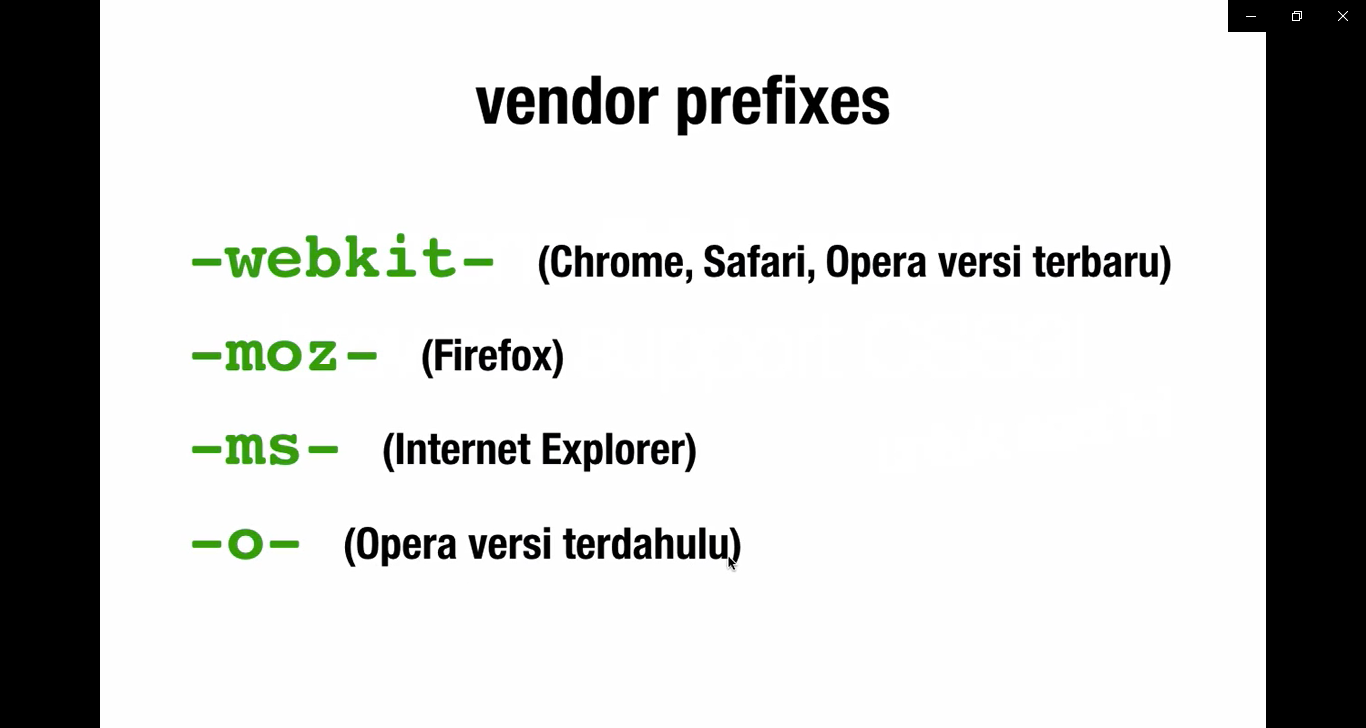 vendor prefixes
-webkit- (Chrome, Safari, Opera versi terbaru)
-moz- (Firefox)
-ms- (Internet Explorer)
-o- (Opera versi terdahulu)